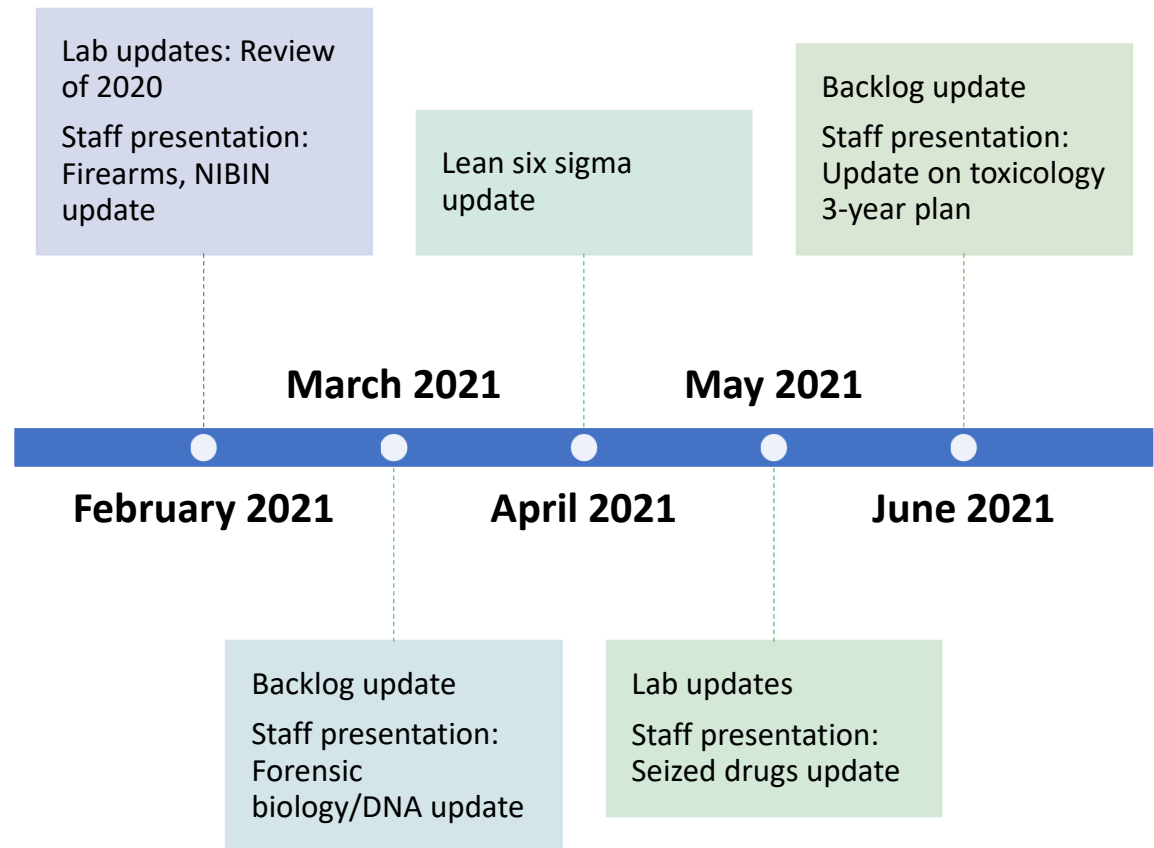 Lab updates: Review
of 2020
Staff presentation:
Firearms, NIBIN
update
Lean six sigma
update
Backlog update
Staff presentation:
Update on toxicology
3-year plan
March 2021
May 2021
February 2021
April 2021
June 2021
Backlog update
Staff presentation:
Forensic
biology/DNA update
Lab updates
Staff presentation:
Seized drugs update